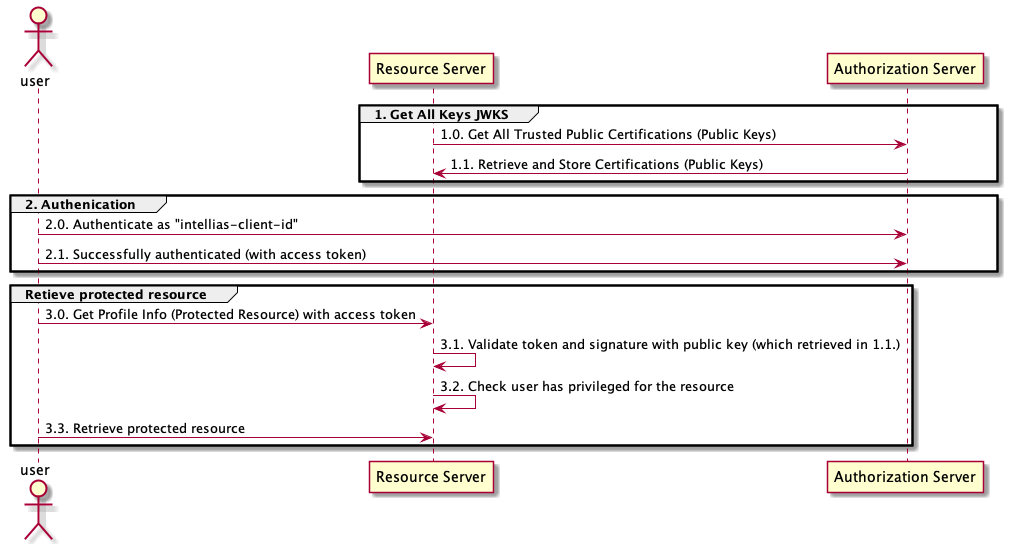 user
Resource Server
Authorization Server
1. Get All Keys JWKS
1.0. Get All Trusted Public Certifications (Public Keys)
1.1. Retrieve and Store Certifications (Public Keys)
2. Authenication
2.0. Authenticate as "intellias-client-id"
2.1. Successfully authenticated (with access token)
Retieve protected resource
3.0. Get Profile Info (Protected Resource) with access token
3.1. Validate token and signature with public key (which retrieved in 1.1.)
3.2. Check user has privileged for the resource
3.3. Retrieve protected resource
user
Resource Server
Authorization Server